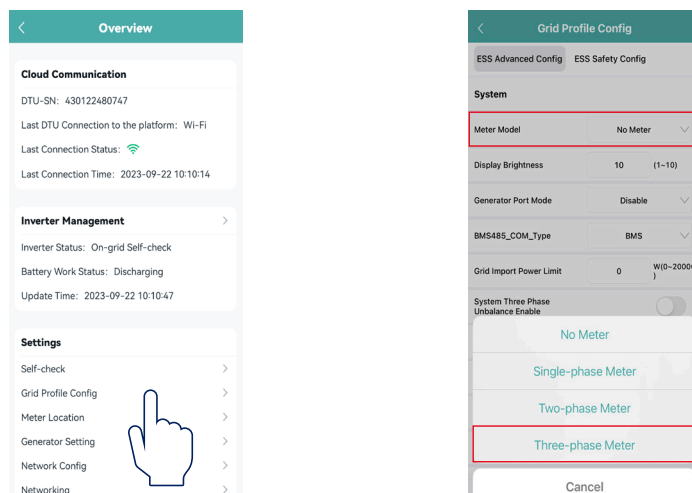 Overview
Cloud Communication
DTU-SN: 430122480747
Last DTU Connection to the platform: Wi-Fi
Last Connection Status:
Last Connection Time: 2023-09-22 10:10:14
Inverter Management
Inverter Status: On-grid Self-check
Battery Work Status: Discharging
Update Time: 2023-09-22 10:10:47
Settings
Self-check
Grid Profile Config
Meter Location
Generator Setting
Network Config
Networking
Grid Profile Config
ESS Advanced Config ESS Safety Config
System
Meter Model No Meter
Display Brightness 10 (1~10)
Generator Port Mode Disable
BMS485_COM_Type BMS
Grid Import Power Limit 0 W(0~2000
)
System Three Phase
Unbalance Enable
No Meter
Single-phase Meter
Two-phase Meter
Three-phase Meter
Cancel